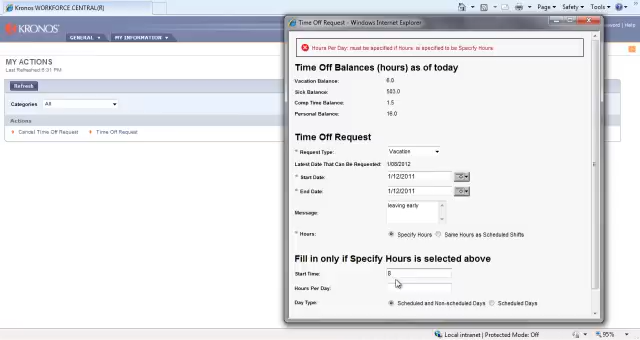 Kronos WORKFORCE CENTRAL(R)
Page
Safety
Tools
KRONOS
GENERAL
MY INFORMATION
Help
MY ACTIONS
Last Refreshed: 5:31 PM
Refresh
Categories
All
Actions
Cancel Time Off Request
Time Off Request
Time Off Request - Windows Internet Explorer
Hours Per Day: must be specified if hours: is specified to be Specify Hours.
Time Off Balances (hours) as of today
Vacation Balance: 6.0
Sick Balance: 503.0
Comp Time Balance: 1.5
Personal Balance: 16.0
Time Off Request
* Request Type: Vacation
Latest Date That Can Be Requested: 1/08/2012
* Start Date: 1/12/2011
* End Date: 1/12/2011
Message: leaving early
* Hours: Specify Hours Same Hours as Scheduled Shifts
Fill in only if Specify Hours is selected above
Start Time: 8
Hours Per Day:
Day Type: Scheduled and Non-scheduled Days Scheduled Days
Local intranet | Protected Mode: Off
95%